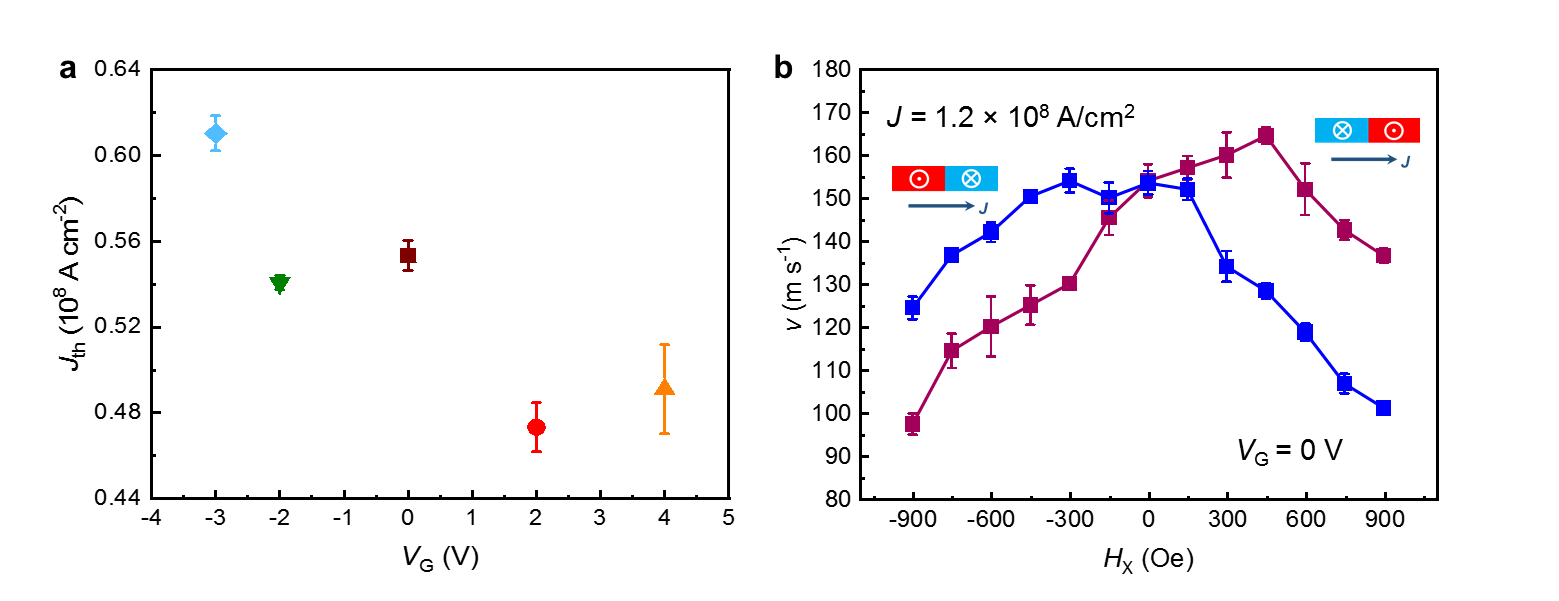 a
0.64
0.60
0.56
0.52
0.48
0.44
J_th (10^8 A cm^-2)
-4 -3 -2 -1 0 1 2 3 4 5
V_G (V)
b
180
170
160
150
140
130
120
110
100
90
80
v (m s^-1)
J = 1.2 × 10^8 A/cm^2
J
J
V_G = 0 V
-900 -600 -300 0 300 600 900
H_X (Oe)